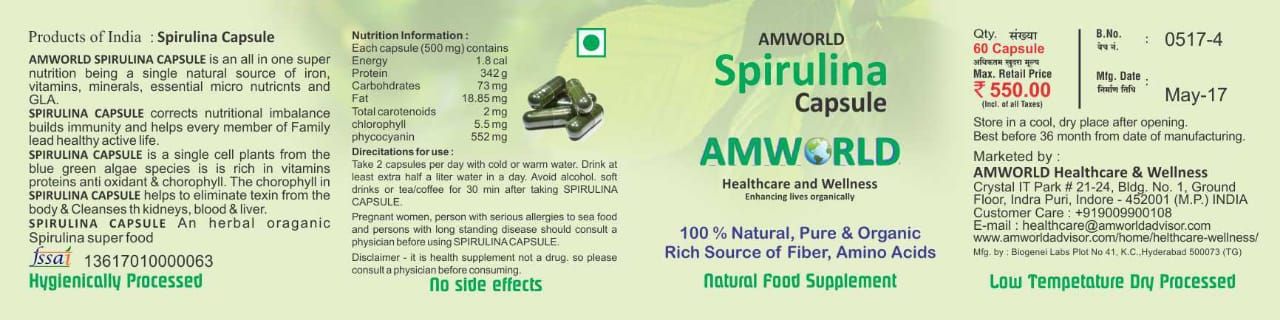 Products of India : Spirulina Capsule
AMWORLD SPIRULINA CAPSULE is an all in one super
nutrition being a single natural source of iron,
vitamins, minerals, essential micro nutricnts and
GLA.
SPIRULINA CAPSULE corrects nutritional imbalance
builds immunity and helps every member of Family
lead healthy active life.
SPIRULINA CAPSULE is a single cell plants from the
blue green algae species is is rich in vitamins
proteins anti oxidant & chorophyll. The chorophyll in
SPIRULINA CAPSULE helps to eliminate texin from the
body & Cleanses th kidneys, blood & liver.
SPIRULINA CAPSULE An herbal oraganic
Spirulina super food
fssai 13617010000063
Hygienically Processed
Nutrition Information :
Each capsule (500 mg) contains
Energy 1.8 cal
Protein 342 g
Carbohdrates 73 mg
Fat 18.85 mg
Total carotenoids 2 mg
chlorophyll 5.5 mg
phycocyanin 552 mg
Direcitations for use :
Take 2 capsules per day with cold or warm water. Drink at
least extra half a liter water in a day. Avoid alcohol. soft
drinks or tea/coffee for 30 min after taking SPIRULINA
CAPSULE.
Pregnant women, person with serious allergies to sea food
and persons with long standing disease should consult a
physician before using SPIRULINA CAPSULE.
Disclaimer - it is health supplement not a drug. so please
consult a physician before consuming.
No side effects
AMWORLD
Spirulina
Capsule
AMWORLD
Healthcare and Wellness
Enhancing lives organically
100 % Natural, Pure & Organic
Rich Source of Fiber, Amino Acids
Natural Food Supplement
Qty. संख्या
60 Capsule
अधिकतम खुदरा मूल्य
Max. Retail Price
₹ 550.00
(Incl. of all Taxes)
B.No. : 0517-4
बेच नं.
Mfg. Date :
निर्माण तिथि May-17
Store in a cool, dry place after opening.
Best before 36 month from date of manufacturing.
Marketed by :
AMWORLD Healthcare & Wellness
Crystal IT Park # 21-24, Bldg. No. 1, Ground
Floor, Indra Puri, Indore - 452001 (M.P.) INDIA
Customer Care : +919009900108
E-mail : healthcare@amworldadvisor.com
www.amworldadvisor.com/home/helthcare-wellness/
Mfg. by : Biogenei Labs Plot No 41, K.C.,Hyderabad 500073 (TG)
Low Tempetature Dry Processed